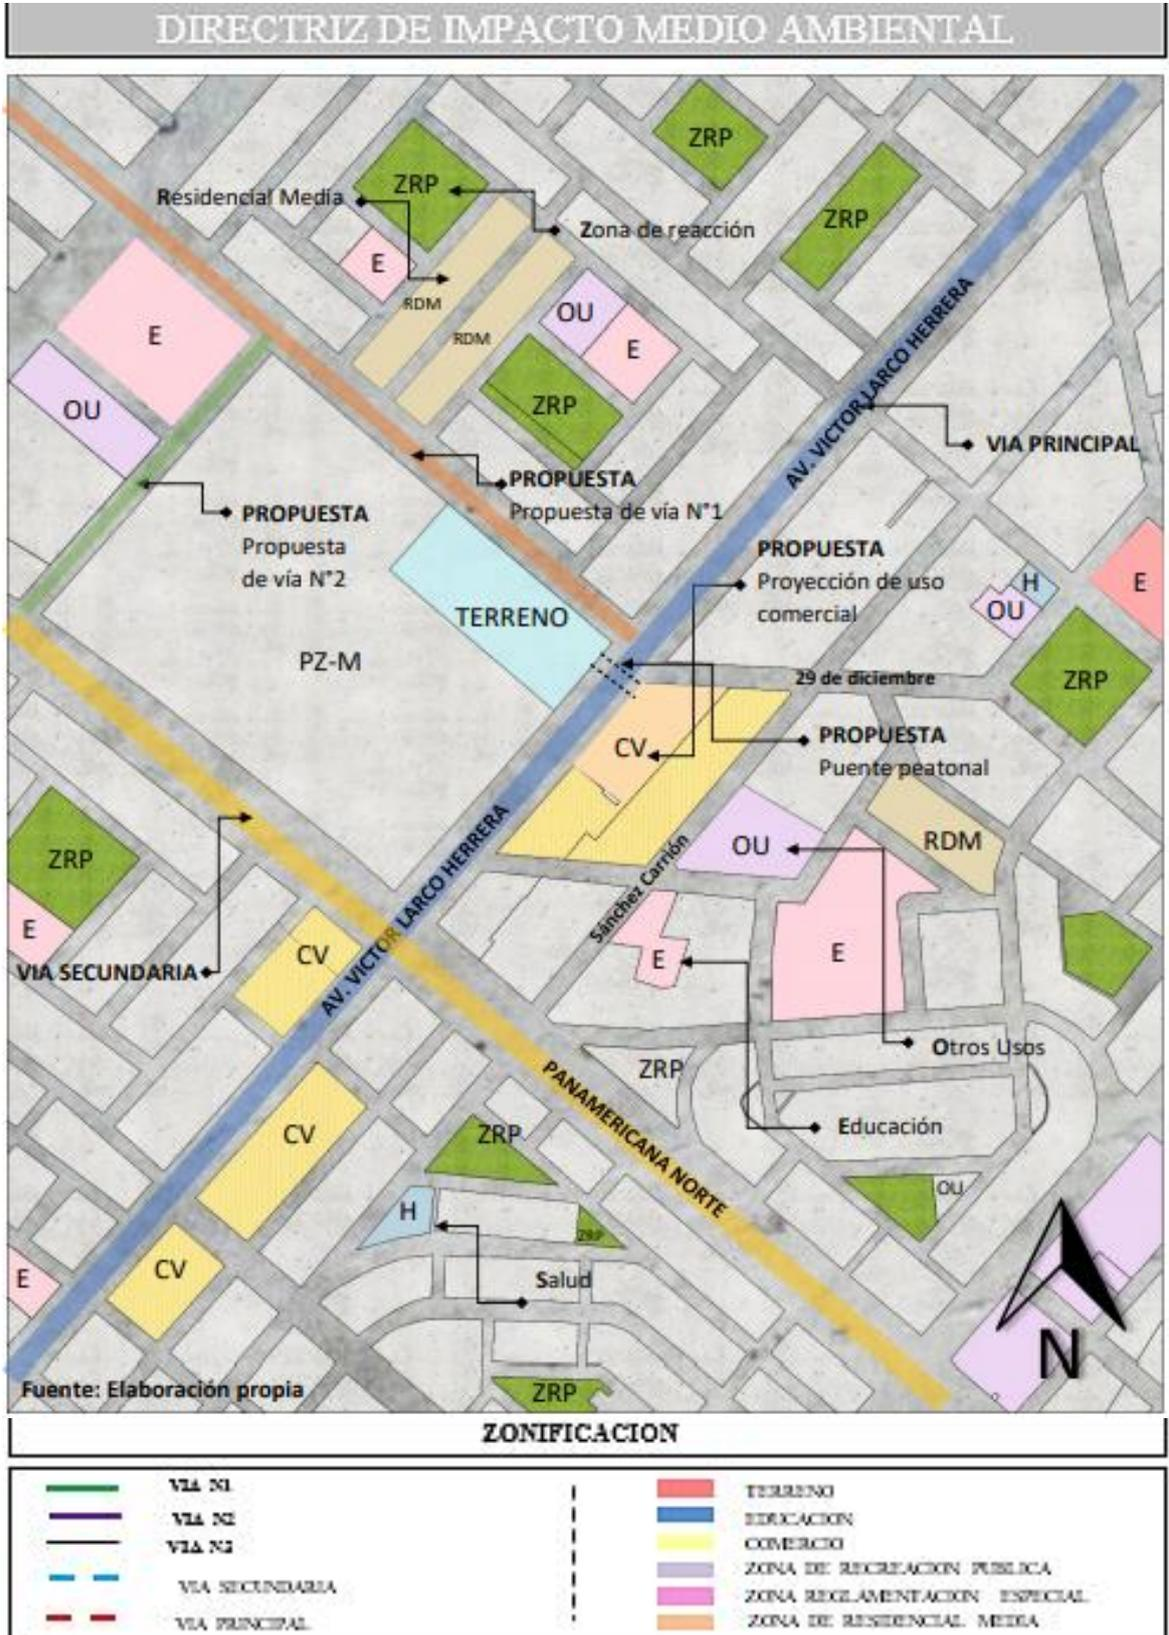 DIRECTRIZ DE IMPACTO MEDIO AMBIENTAL
ZRP
ZRP
Residencial Media
ZRP
Zona de reacción
E
RDM
OU
E
RDM
E
ZRP
OU
AV. VICTOR LARCO HERRERA
VIA PRINCIPAL
PROPUESTA
Propuesta de vía N°1
PROPUESTA
Propuesta
de vía N°2
PROPUESTA
Proyección de uso
comercial
H
OU
E
TERRENO
PZ-M
29 de diciembre
ZRP
CV
PROPUESTA
Puente peatonal
OU
RDM
ZRP
E
AV. VICTOR LARCO HERRERA
Sánchez Carrión
E
E
CV
VIA SECUNDARIA
Otros Usos
ZRP
PANAMERICANA NORTE
CV
ZRP
Educación
OU
H
ZRP
CV
E
Salud
N
Fuente: Elaboración propia
ZRP
ZONIFICACION
VIA N1
VIA N2
VIA N3
VIA SECUNDARIA
VIA PRINCIPAL
TERRENO
EDUCACION
COMERCIO
ZONA DE RECREACION PUBLICA
ZONA REGLAMENTACION ESPECIAL
ZONA DE RESIDENCIAL MEDIA